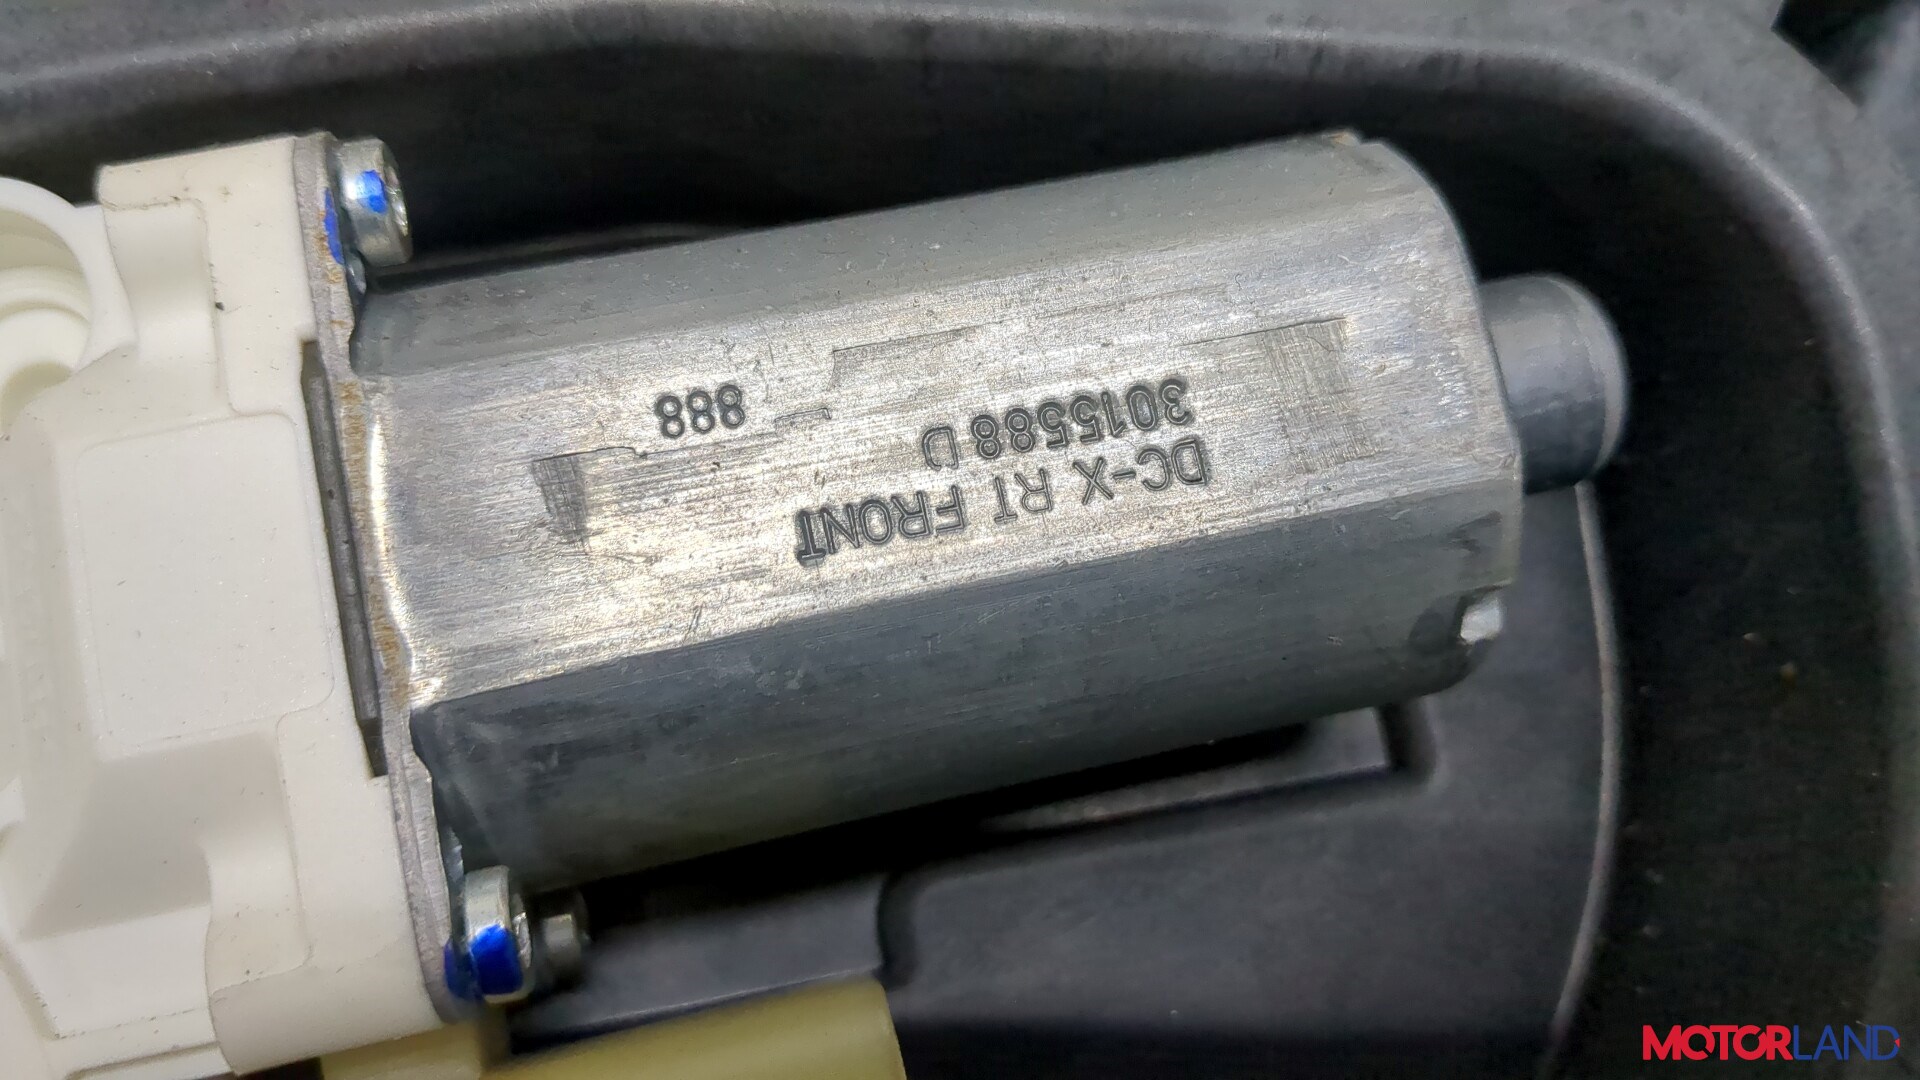 DC-X RT FRONT
3015588 D
888
MOTORLAND